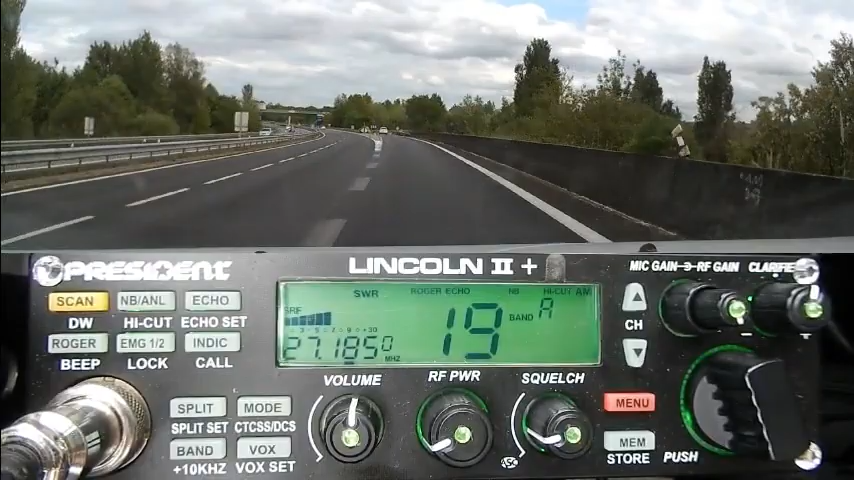 PRESIDENT
LINCOLN II +
MIC GAIN RF GAIN CLARIFIER
SCAN NB/ANL ECHO
DW HI-CUT ECHO SET
ROGER EMG 1/2 INDIC
BEEP LOCK CALL
SWR ROGER ECHO NB HI-CUT AM
19 BAND A
27.1850 MHZ
CH
VOLUME RF PWR SQUELCH
SPLIT MODE
SPLIT SET CTCSS/DCS
BAND VOX
+10KHZ VOX SET
MENU
MEM
STORE
PUSH
ASC